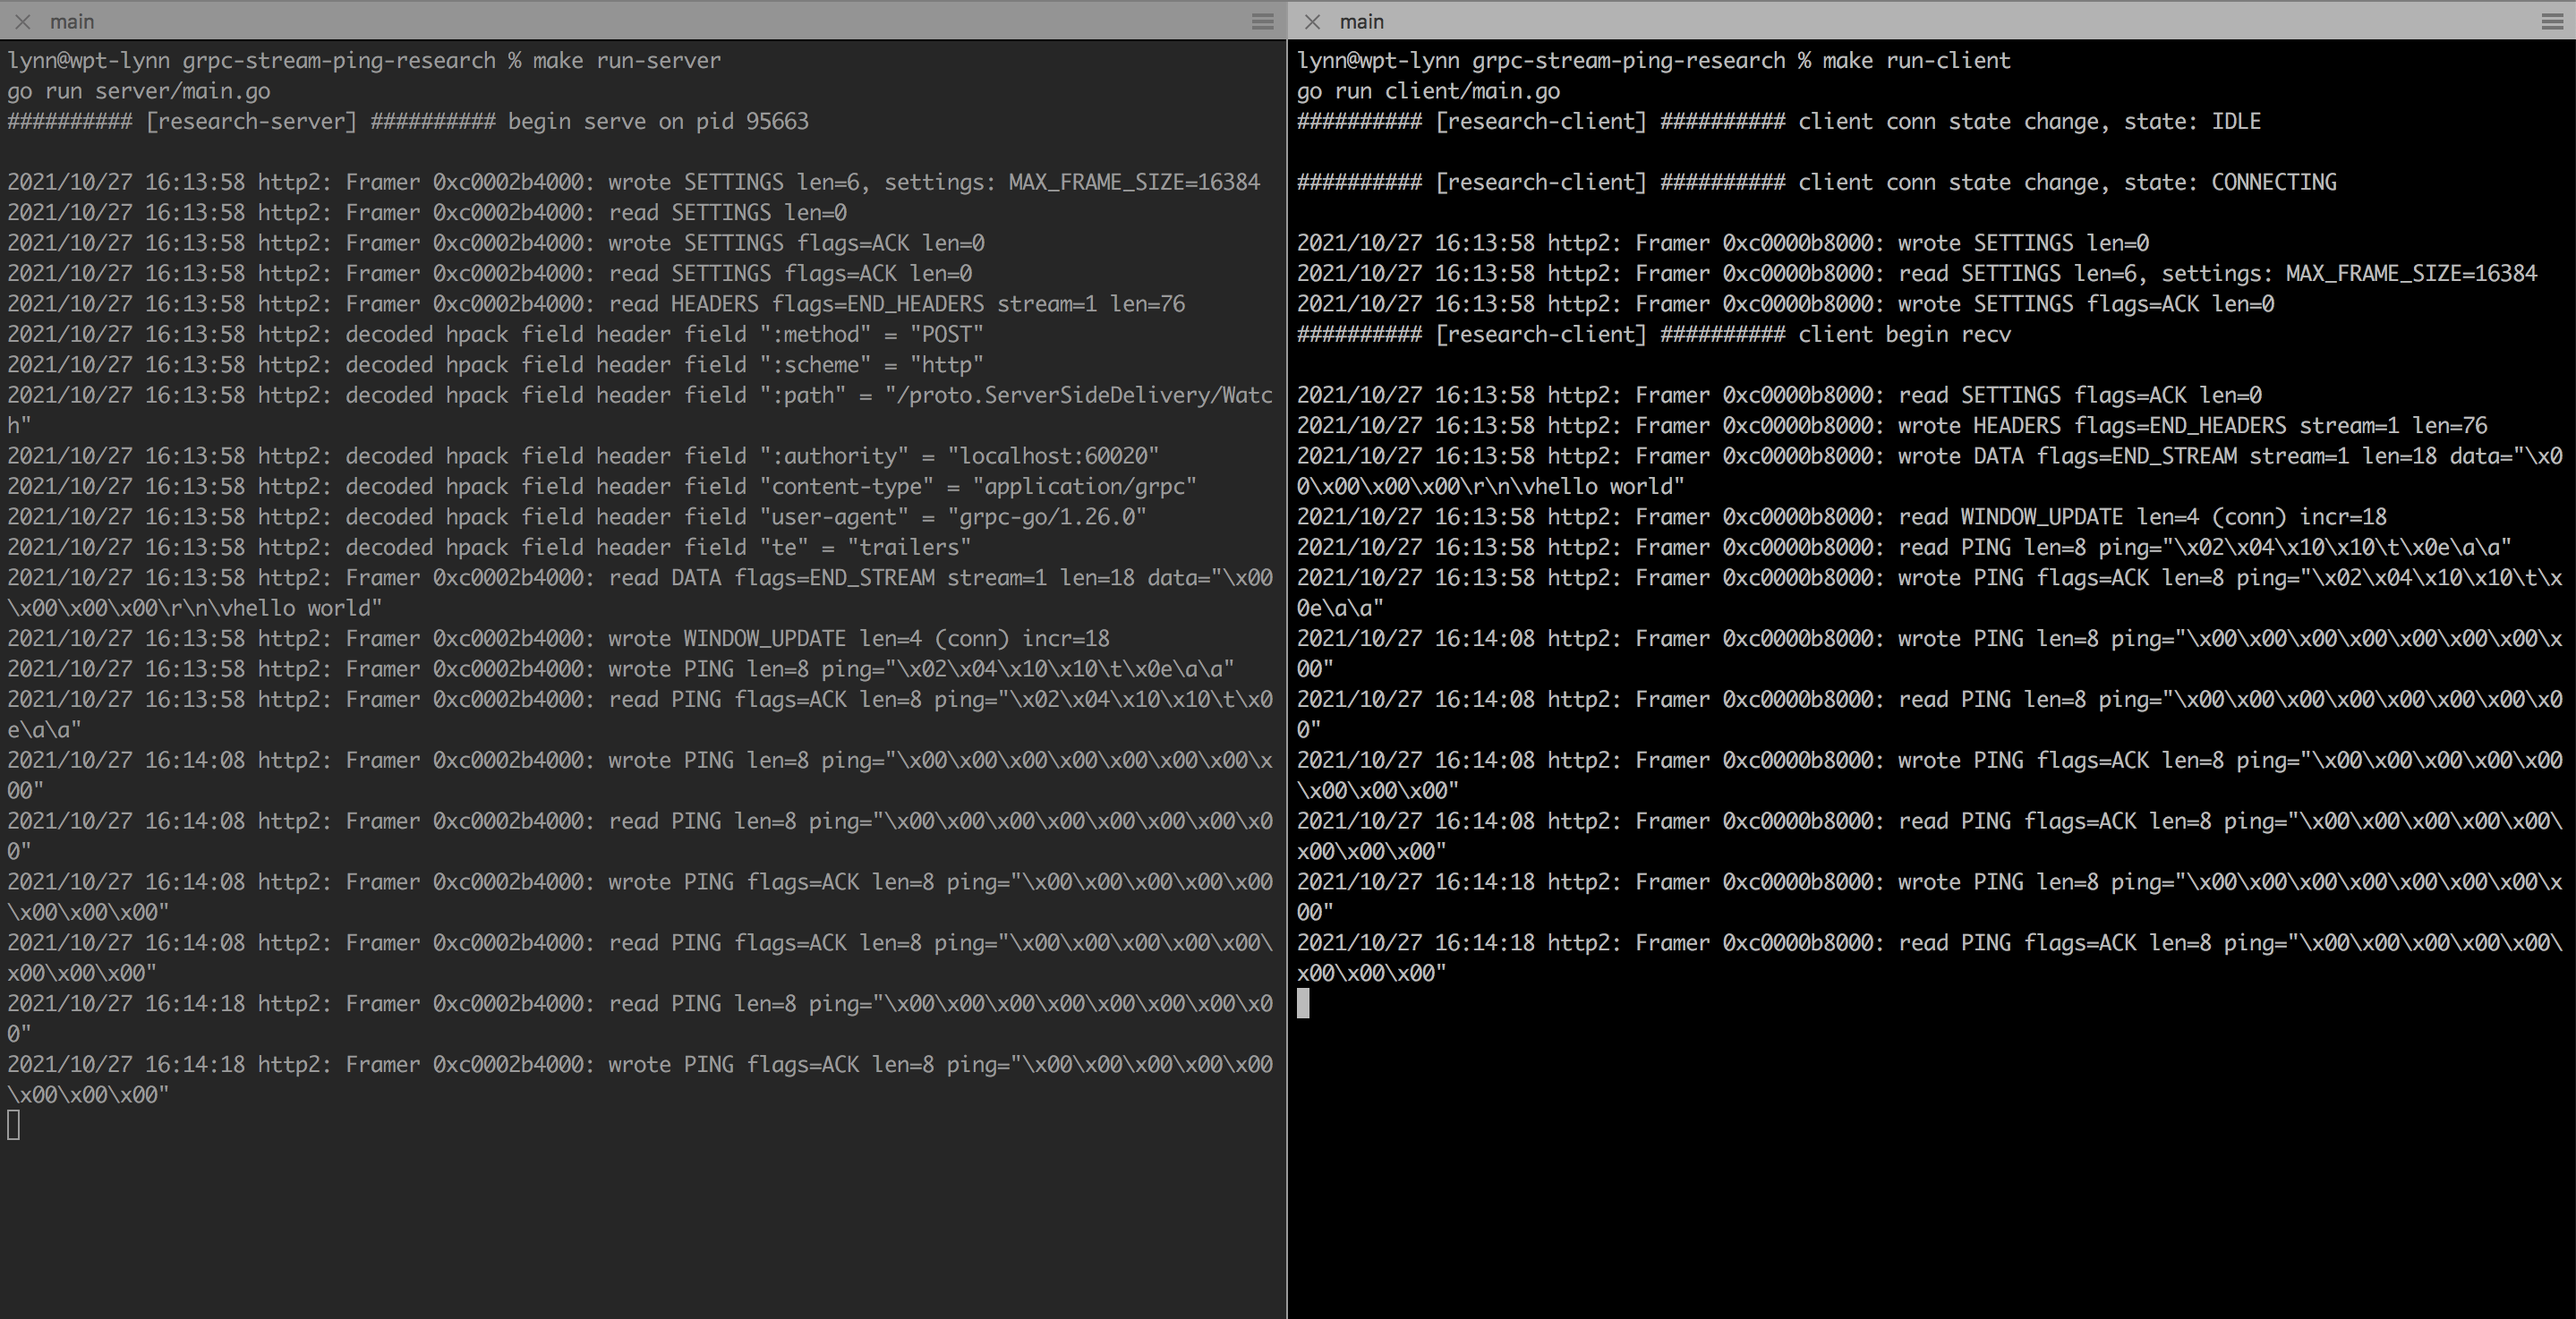 main
lynn@wpt-lynn grpc-stream-ping-research % make run-server
go run server/main.go
########## [research-server] ########## begin serve on pid 95663
2021/10/27 16:13:58 http2: Framer 0xc0002b4000: wrote SETTINGS len=6, settings: MAX_FRAME_SIZE=16384
2021/10/27 16:13:58 http2: Framer 0xc0002b4000: read SETTINGS len=0
2021/10/27 16:13:58 http2: Framer 0xc0002b4000: wrote SETTINGS flags=ACK len=0
2021/10/27 16:13:58 http2: Framer 0xc0002b4000: read SETTINGS flags=ACK len=0
2021/10/27 16:13:58 http2: Framer 0xc0002b4000: read HEADERS flags=END_HEADERS stream=1 len=76
2021/10/27 16:13:58 http2: decoded hpack field header field ":method" = "POST"
2021/10/27 16:13:58 http2: decoded hpack field header field ":scheme" = "http"
2021/10/27 16:13:58 http2: decoded hpack field header field ":path" = "/proto.ServerSideDelivery/Watc
h"
2021/10/27 16:13:58 http2: decoded hpack field header field ":authority" = "localhost:60020"
2021/10/27 16:13:58 http2: decoded hpack field header field "content-type" = "application/grpc"
2021/10/27 16:13:58 http2: decoded hpack field header field "user-agent" = "grpc-go/1.26.0"
2021/10/27 16:13:58 http2: decoded hpack field header field "te" = "trailers"
2021/10/27 16:13:58 http2: Framer 0xc0002b4000: read DATA flags=END_STREAM stream=1 len=18 data="\x00
\x00\x00\x00\r\n\vhello world"
2021/10/27 16:13:58 http2: Framer 0xc0002b4000: wrote WINDOW_UPDATE len=4 (conn) incr=18
2021/10/27 16:13:58 http2: Framer 0xc0002b4000: wrote PING len=8 ping="\x02\x04\x10\x10\t\x0e\a\a"
2021/10/27 16:13:58 http2: Framer 0xc0002b4000: read PING flags=ACK len=8 ping="\x02\x04\x10\x10\t\x0
e\a\a"
2021/10/27 16:14:08 http2: Framer 0xc0002b4000: wrote PING len=8 ping="\x00\x00\x00\x00\x00\x00\x00\x
00"
2021/10/27 16:14:08 http2: Framer 0xc0002b4000: read PING len=8 ping="\x00\x00\x00\x00\x00\x00\x00\x0
0"
2021/10/27 16:14:08 http2: Framer 0xc0002b4000: wrote PING flags=ACK len=8 ping="\x00\x00\x00\x00\x00
\x00\x00\x00"
2021/10/27 16:14:08 http2: Framer 0xc0002b4000: read PING flags=ACK len=8 ping="\x00\x00\x00\x00\x00\
x00\x00\x00"
2021/10/27 16:14:18 http2: Framer 0xc0002b4000: read PING len=8 ping="\x00\x00\x00\x00\x00\x00\x00\x0
0"
2021/10/27 16:14:18 http2: Framer 0xc0002b4000: wrote PING flags=ACK len=8 ping="\x00\x00\x00\x00\x00
\x00\x00\x00"
main
lynn@wpt-lynn grpc-stream-ping-research % make run-client
go run client/main.go
########## [research-client] ########## client conn state change, state: IDLE
########## [research-client] ########## client conn state change, state: CONNECTING
2021/10/27 16:13:58 http2: Framer 0xc0000b8000: wrote SETTINGS len=0
2021/10/27 16:13:58 http2: Framer 0xc0000b8000: read SETTINGS len=6, settings: MAX_FRAME_SIZE=16384
2021/10/27 16:13:58 http2: Framer 0xc0000b8000: wrote SETTINGS flags=ACK len=0
########## [research-client] ########## client begin recv
2021/10/27 16:13:58 http2: Framer 0xc0000b8000: read SETTINGS flags=ACK len=0
2021/10/27 16:13:58 http2: Framer 0xc0000b8000: wrote HEADERS flags=END_HEADERS stream=1 len=76
2021/10/27 16:13:58 http2: Framer 0xc0000b8000: wrote DATA flags=END_STREAM stream=1 len=18 data="\x0
0\x00\x00\x00\r\n\vhello world"
2021/10/27 16:13:58 http2: Framer 0xc0000b8000: read WINDOW_UPDATE len=4 (conn) incr=18
2021/10/27 16:13:58 http2: Framer 0xc0000b8000: read PING len=8 ping="\x02\x04\x10\x10\t\x0e\a\a"
2021/10/27 16:13:58 http2: Framer 0xc0000b8000: wrote PING flags=ACK len=8 ping="\x02\x04\x10\x10\t\x
0e\a\a"
2021/10/27 16:14:08 http2: Framer 0xc0000b8000: wrote PING len=8 ping="\x00\x00\x00\x00\x00\x00\x00\x
00"
2021/10/27 16:14:08 http2: Framer 0xc0000b8000: read PING len=8 ping="\x00\x00\x00\x00\x00\x00\x00\x0
0"
2021/10/27 16:14:08 http2: Framer 0xc0000b8000: wrote PING flags=ACK len=8 ping="\x00\x00\x00\x00\x00
\x00\x00\x00"
2021/10/27 16:14:08 http2: Framer 0xc0000b8000: read PING flags=ACK len=8 ping="\x00\x00\x00\x00\x00\
x00\x00\x00"
2021/10/27 16:14:18 http2: Framer 0xc0000b8000: wrote PING len=8 ping="\x00\x00\x00\x00\x00\x00\x00\x
00"
2021/10/27 16:14:18 http2: Framer 0xc0000b8000: read PING flags=ACK len=8 ping="\x00\x00\x00\x00\x00\
x00\x00\x00"